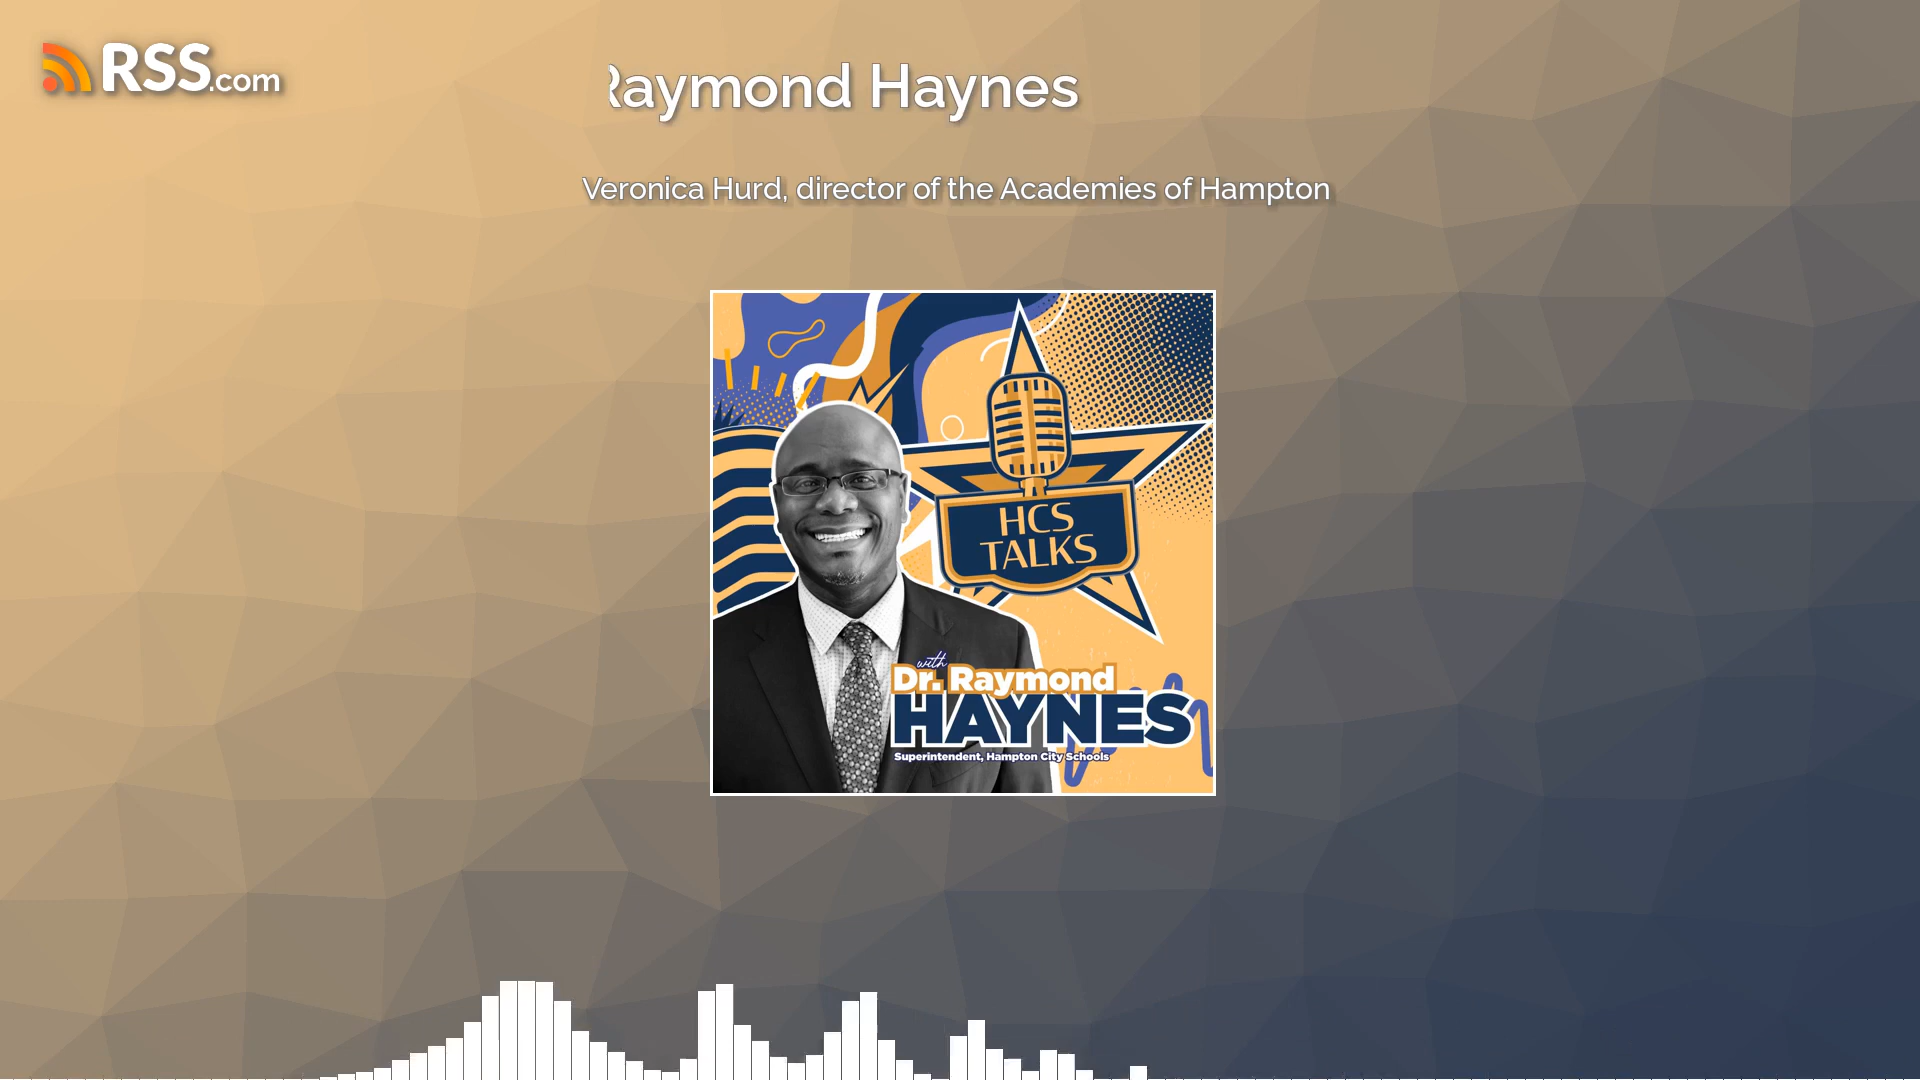 RSS.com
Raymond Haynes
Veronica Hurd, director of the Academies of Hampton
HCS
TALKS
with
Dr. Raymond
HAYNES
Superintendent, Hampton City Schools